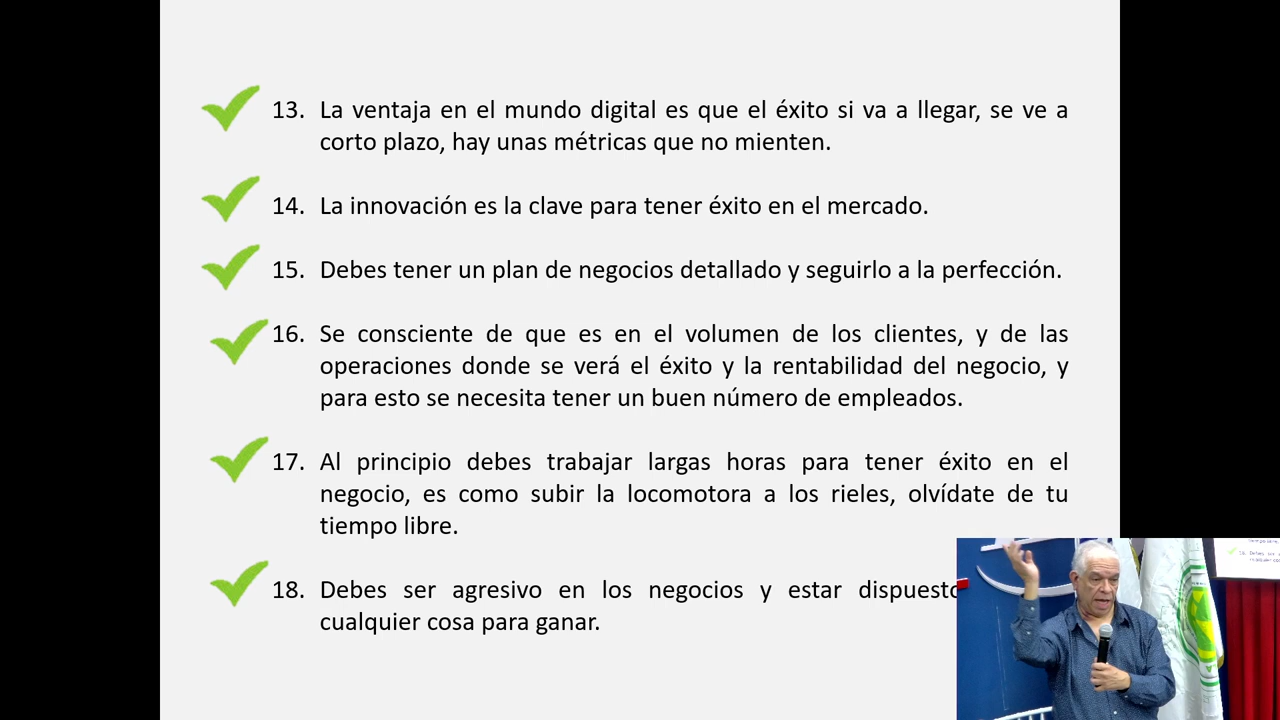 13. La ventaja en el mundo digital es que el éxito si va a llegar, se ve a
corto plazo, hay unas métricas que no mienten.
14. La innovación es la clave para tener éxito en el mercado.
15. Debes tener un plan de negocios detallado y seguirlo a la perfección.
16. Se consciente de que es en el volumen de los clientes, y de las
operaciones donde se verá el éxito y la rentabilidad del negocio, y
para esto se necesita tener un buen número de empleados.
17. Al principio debes trabajar largas horas para tener éxito en el
negocio, es como subir la locomotora a los rieles, olvídate de tu
tiempo libre.
18. Debes ser agresivo en los negocios y estar
cualquier cosa para ganar.